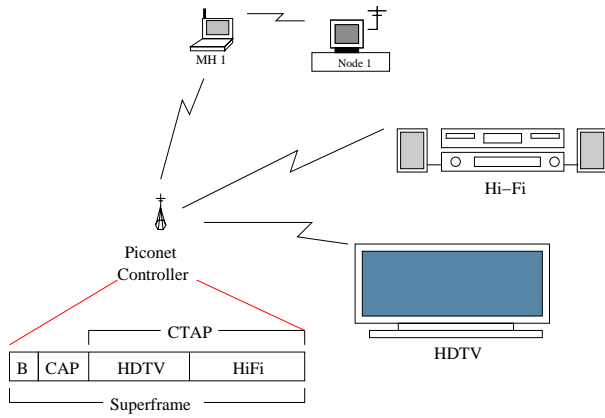 MH 1
Node 1
Hi−Fi
Piconet
Controller
HDTV
CTAP
B CAP HDTV HiFi
Superframe